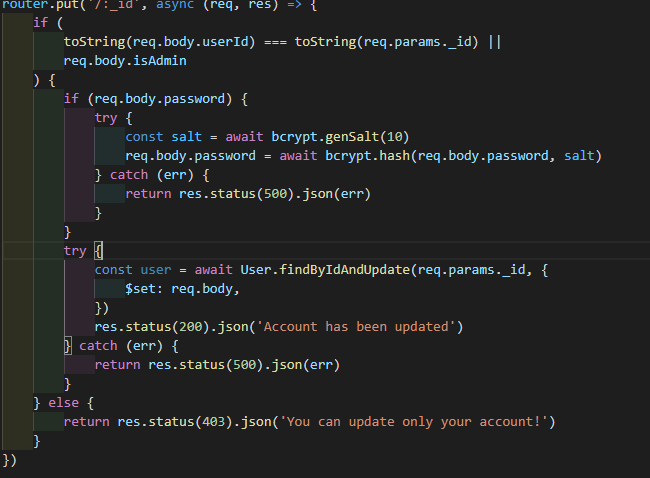 router.put('/:_id', async (req, res) => {
    if (
        toString(req.body.userId) === toString(req.params._id) ||
        req.body.isAdmin
    ) {
        if (req.body.password) {
            try {
                const salt = await bcrypt.genSalt(10)
                req.body.password = await bcrypt.hash(req.body.password, salt)
            } catch (err) {
                return res.status(500).json(err)
            }
        }
        try {
            const user = await User.findByIdAndUpdate(req.params._id, {
                $set: req.body,
            })
            res.status(200).json('Account has been updated')
        } catch (err) {
            return res.status(500).json(err)
        }
    } else {
        return res.status(403).json('You can update only your account!')
    }
})